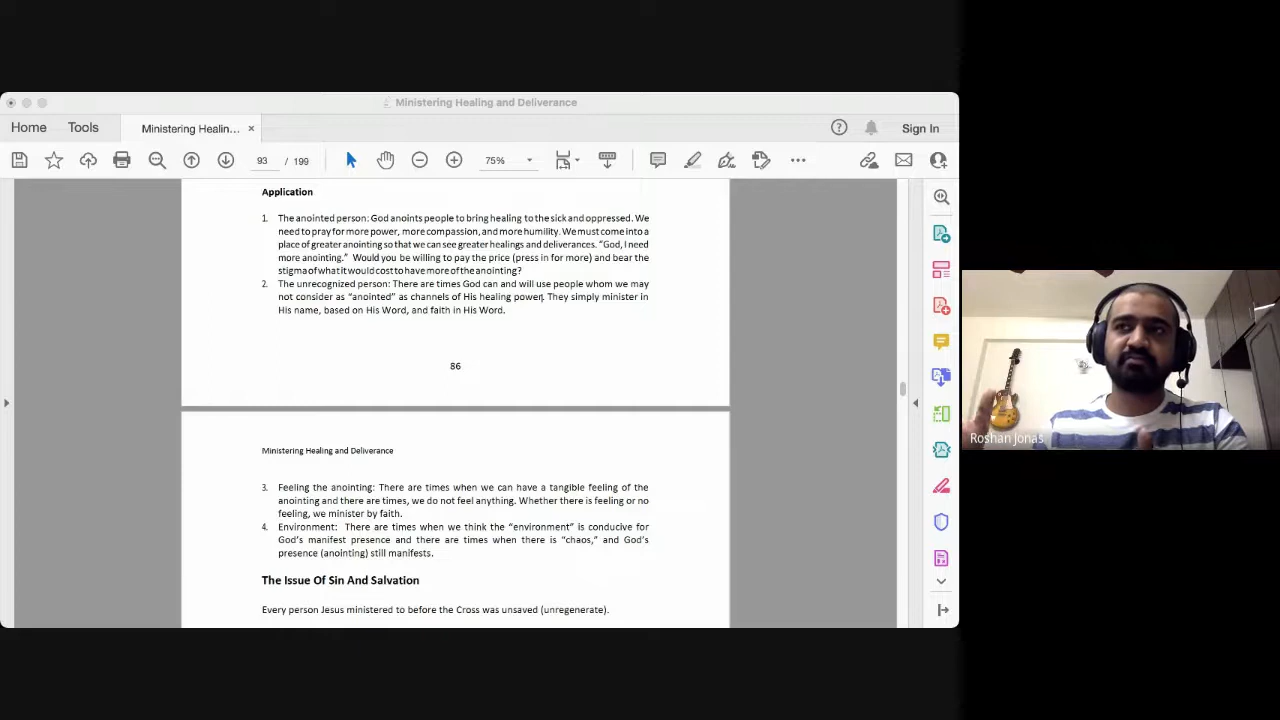 Ministering Healing and Deliverance
Home
Tools
Ministering Healin...
Sign In
93 / 199
75%
Application
1. The anointed person: God anoints people to bring healing to the sick and oppressed. We
need to pray for more power, more compassion, and more humility. We must come into a
place of greater anointing so that we can see greater healings and deliverances. “God, I need
more anointing.” Would you be willing to pay the price (press in for more) and bear the
stigma of what it would cost to have more of the anointing?
2. The unrecognized person: There are times God can and will use people whom we may
not consider as “anointed” as channels of His healing power. They simply minister in
His name, based on His Word, and faith in His Word.
86
Ministering Healing and Deliverance
3. Feeling the anointing: There are times when we can have a tangible feeling of the
anointing and there are times, we do not feel anything. Whether there is feeling or no
feeling, we minister by faith.
4. Environment: There are times when we think the “environment” is conducive for
God’s manifest presence and there are times when there is “chaos,” and God’s
presence (anointing) still manifests.
The Issue Of Sin And Salvation
Every person Jesus ministered to before the Cross was unsaved (unregenerate).
Roshan Jonas